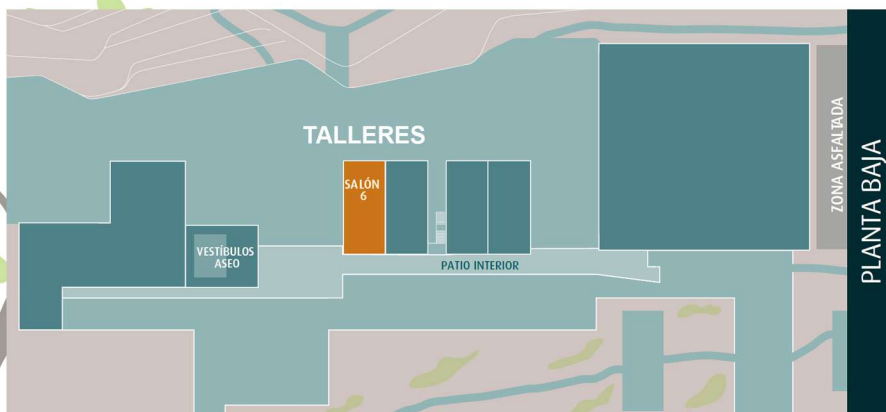 TALLERES
SALÓN
6
VESTÍBULOS
ASEO
PATIO INTERIOR
ZONA ASFALTADA
PLANTA BAJA